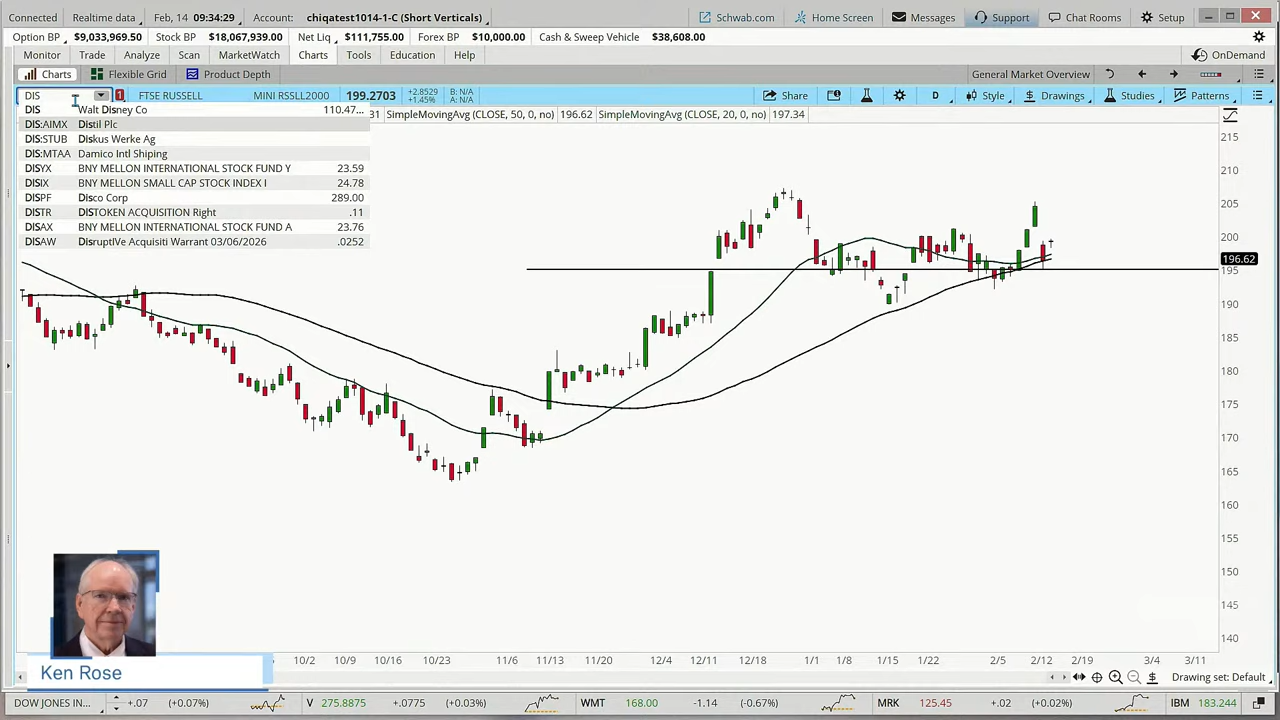 Connected Realtime data Feb, 14 09:34:29 Account: chiqatest1014-1-C (Short Verticals) Schwab.com Home Screen Messages Support Chat Rooms Setup
Option BP $9,033,969.50 Stock BP $18,067,939.00 Net Liq $111,755.00 Forex BP $10,000.00 Cash & Sweep Vehicle $38,608.00
Monitor Trade Analyze Scan MarketWatch Charts Tools Education Help OnDemand
Charts Flexible Grid Product Depth General Market Overview
DIS 1 FTSE RUSSELL MINI RSSLL2000 199.2703 +2.8529 +1.45% B: N/A A: N/A Share D Style Drawings Studies Patterns
31 SimpleMovingAvg (CLOSE, 50, 0, no) 196.62 SimpleMovingAvg (CLOSE, 20, 0, no) 197.34
DIS Walt Disney Co 110.47...
DIS:AIMX Distil Plc
DIS:STUB Diskus Werke Ag
DIS:MTAA Damico Intl Shiping
DISYX BNY MELLON INTERNATIONAL STOCK FUND Y 23.59
DISIX BNY MELLON SMALL CAP STOCK INDEX I 24.78
DISPF Disco Corp 289.00
DISTR DISTOKEN ACQUISITION Right .11
DISAX BNY MELLON INTERNATIONAL STOCK FUND A 23.76
DISAW DisruptIVe Acquisiti Warrant 03/06/2026 .0252
215
210
205
200
196.62
195
190
185
180
175
170
165
160
155
150
145
140
Ken Rose
10/2 10/9 10/16 10/23 11/6 11/13 11/20 12/4 12/11 1/1 1/8 1/15 1/22 2/5 2/12 2/19 3/4 3/11
Drawing set: Default
DOW JONES IN... +.07 (+0.07%) V 275.8875 +.0775 (+0.03%) WMT 168.00 -1.14 (-0.67%) MRK 125.45 +.02 (+0.02%) IBM 183.244